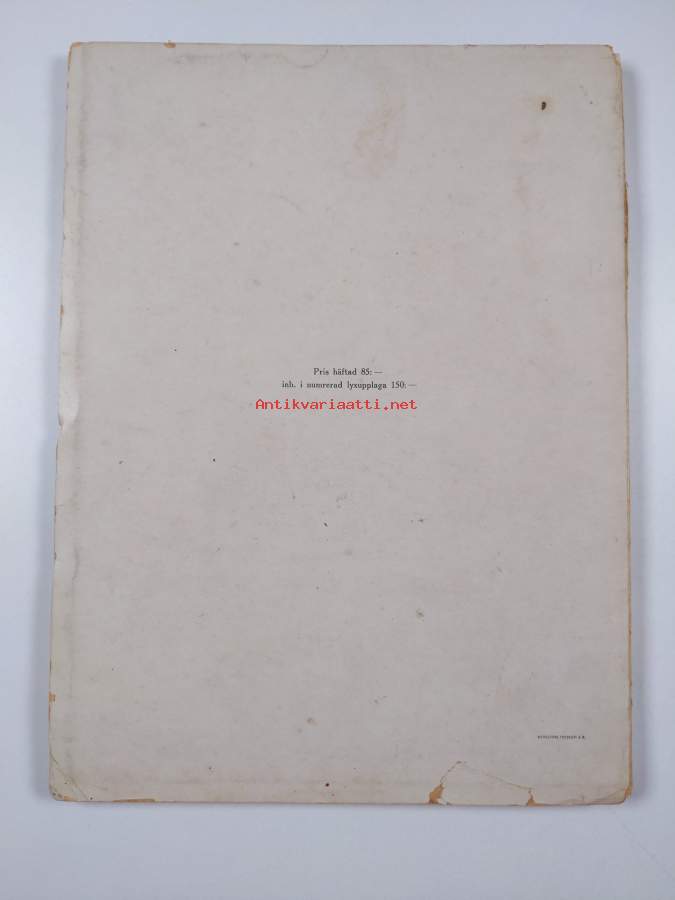 Pris häftad 85:—
inb. i numrerad lyxupplaga 150:—
Antikvariaatti.net